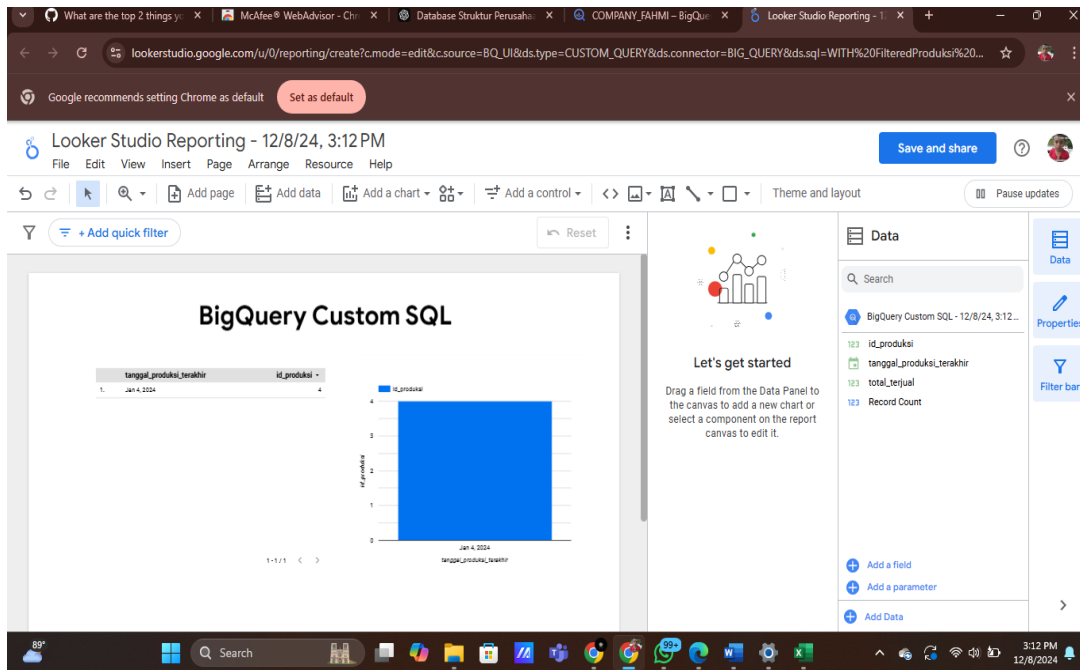 What are the top 2 things yo
McAfee® WebAdvisor - Chr
Database Struktur Perusaha
COMPANY_FAHMI – BigQue
Looker Studio Reporting - 1
lookerstudio.google.com/u/0/reporting/create?c.mode=edit&c.source=BQ_UI&ds.type=CUSTOM_QUERY&ds.connector=BIG_QUERY&ds.sql=WITH%20FilteredProduksi%20...
Google recommends setting Chrome as default
Set as default
Looker Studio Reporting - 12/8/24, 3:12 PM
File Edit View Insert Page Arrange Resource Help
Save and share
Add page
Add data
Add a chart
Add a control
Theme and layout
Pause updates
+ Add quick filter
Reset
BigQuery Custom SQL
tanggal_produksi_terakhir id_produksi
1. Jan 4, 2024 4
1 - 1 / 1
id_produksi
4
3
2
1
0
id_produksi
Jan 4, 2024
tanggal_produksi_terakhir
Let's get started
Drag a field from the Data Panel to
the canvas to add a new chart or
select a component on the report
canvas to edit it.
Data
Search
BigQuery Custom SQL - 12/8/24, 3:12 ...
123 id_produksi
tanggal_produksi_terakhir
123 total_terjual
123 Record Count
Add a field
Add a parameter
Add Data
Data
Properties
Filter bar
89°
Search
99+
3:12 PM
12/8/2024